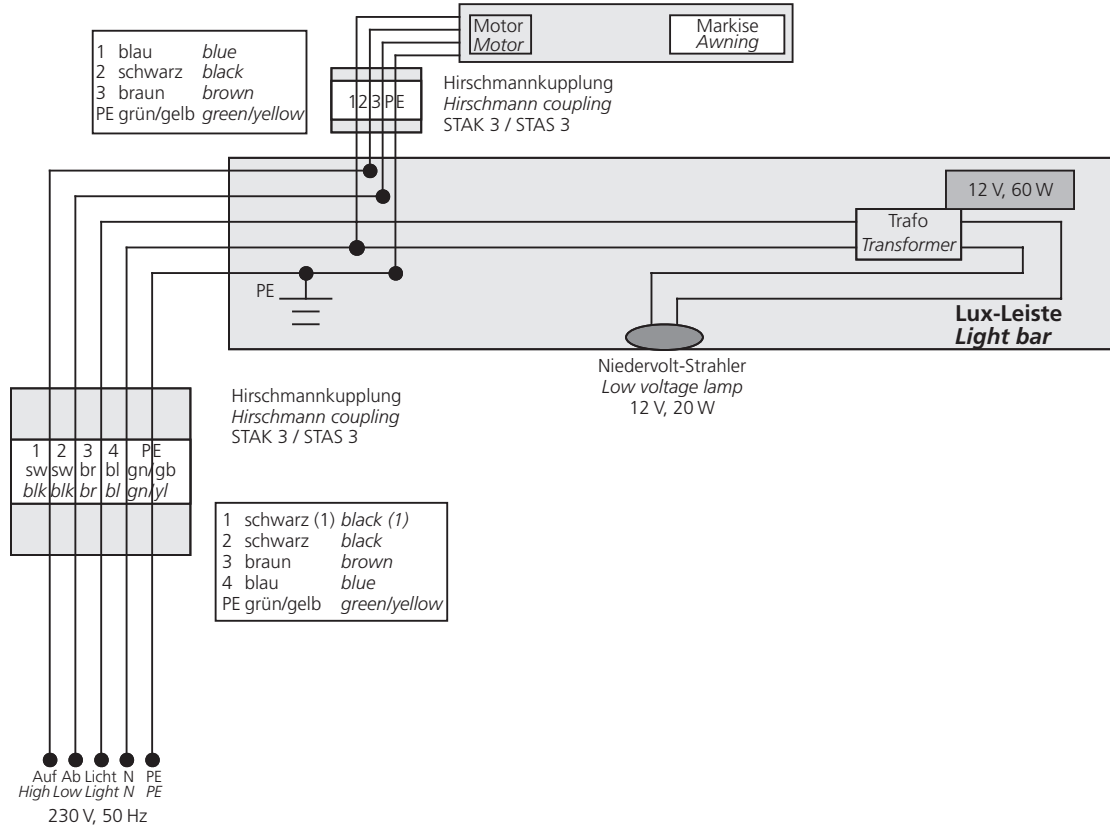 Motor
Motor
Markise
Awning
1 blau blue
2 schwarz black
3 braun brown
PE grün/gelb green/yellow
1 2 3 PE
Hirschmannkupplung
Hirschmann coupling
STAK 3 / STAS 3
12 V, 60 W
Trafo
Transformer
PE
Lux-Leiste
Light bar
Niedervolt-Strahler
Low voltage lamp
12 V, 20 W
Hirschmannkupplung
Hirschmann coupling
STAK 3 / STAS 3
1 2 3 4 PE
sw sw br bl gn/gb
blk blk br bl gn/yl
1 schwarz (1) black (1)
2 schwarz black
3 braun brown
4 blau blue
PE grün/gelb green/yellow
Auf Ab Licht N PE
High Low Light N PE
230 V, 50 Hz